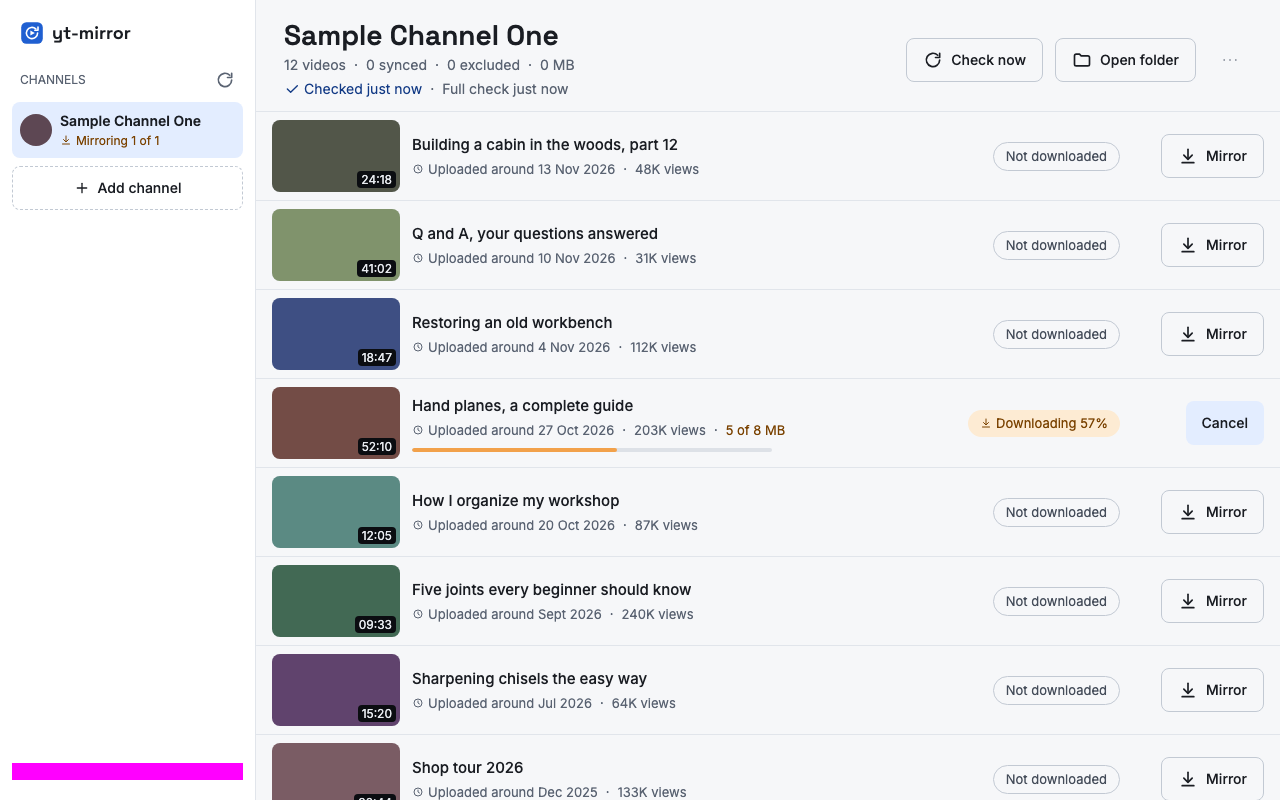 yt-mirror
CHANNELS
Sample Channel One
Mirroring 1 of 1
Add channel
Sample Channel One
12 videos · 0 synced · 0 excluded · 0 MB
Checked just now · Full check just now
Check now
Open folder
···
24:18
Building a cabin in the woods, part 12
Uploaded around 13 Nov 2026 · 48K views
Not downloaded
Mirror
41:02
Q and A, your questions answered
Uploaded around 10 Nov 2026 · 31K views
Not downloaded
Mirror
18:47
Restoring an old workbench
Uploaded around 4 Nov 2026 · 112K views
Not downloaded
Mirror
52:10
Hand planes, a complete guide
Uploaded around 27 Oct 2026 · 203K views · 5 of 8 MB
Downloading 57%
Cancel
12:05
How I organize my workshop
Uploaded around 20 Oct 2026 · 87K views
Not downloaded
Mirror
09:33
Five joints every beginner should know
Uploaded around Sept 2026 · 240K views
Not downloaded
Mirror
15:20
Sharpening chisels the easy way
Uploaded around Jul 2026 · 64K views
Not downloaded
Mirror
Shop tour 2026
Uploaded around Dec 2025 · 133K views
Not downloaded
Mirror